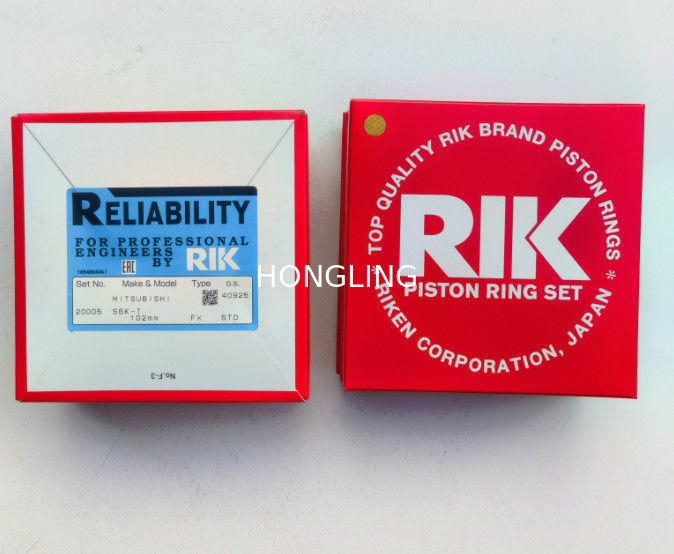 RELIABILITY
FOR PROFESSIONAL
ENGINEERS
BY RIK
1054004467
EAC
Set No. Make & Model Type o.s.
MITSUBISHI 40925
20005 S6K-T
102mm FX STD
No.F-3
* TOP QUALITY RIK BRAND PISTON RINGS *
RIK
PISTON RING SET
RIKEN CORPORATION, JAPAN
HONGLING